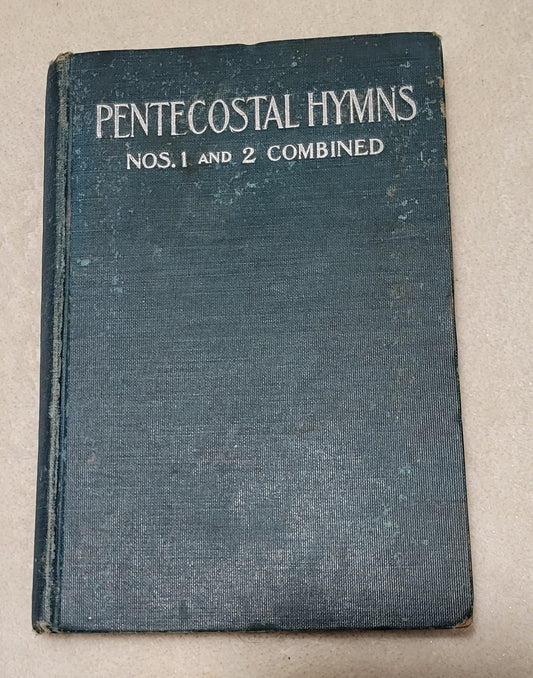 PENTECOSTAL HYMNS
NOS. 1 AND 2 COMBINED